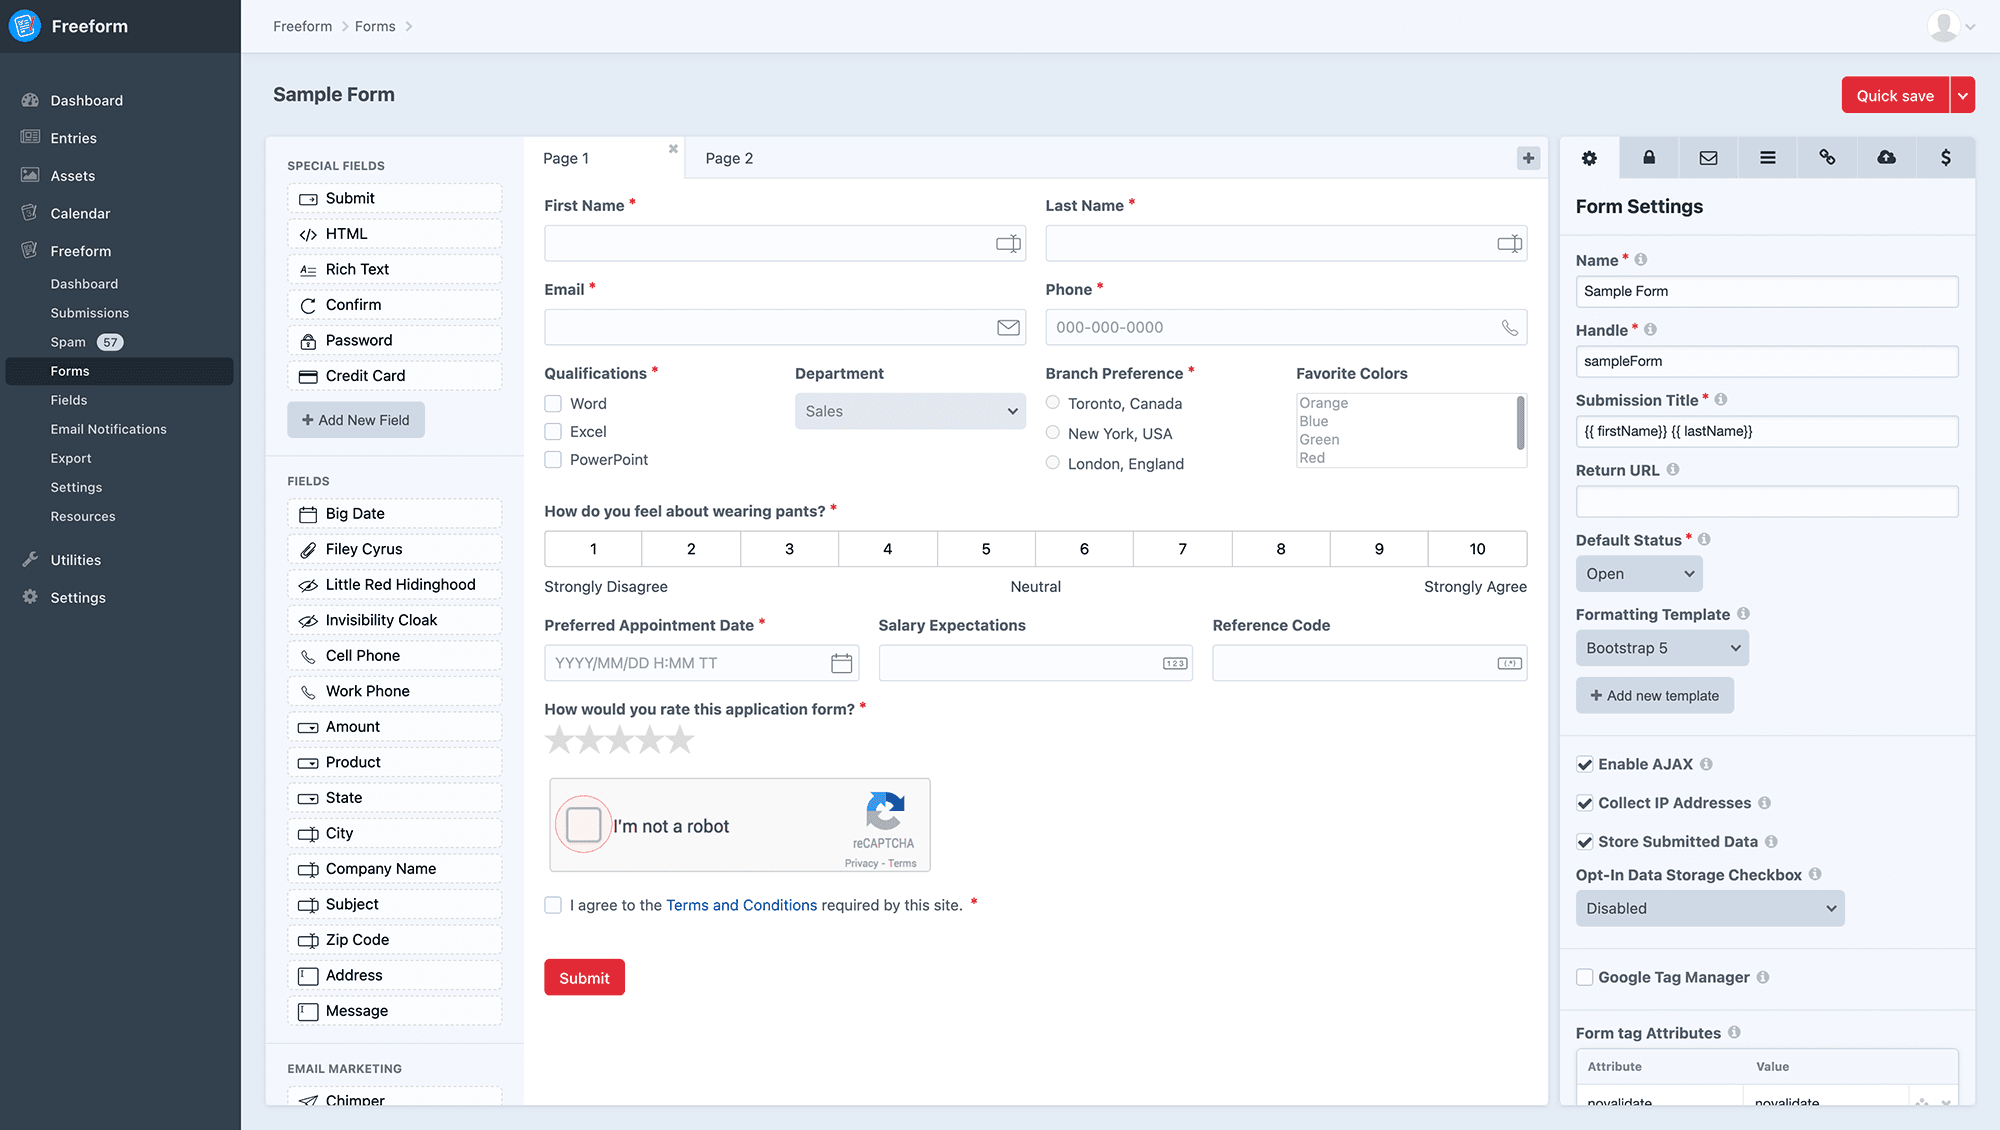 Freeform
Freeform > Forms >
Dashboard
Entries
Assets
Calendar
Freeform
Dashboard
Submissions
Spam 57
Forms
Fields
Email Notifications
Export
Settings
Resources
Utilities
Settings
Sample Form
Quick save
SPECIAL FIELDS
Submit
HTML
Rich Text
Confirm
Password
Credit Card
+ Add New Field
FIELDS
Big Date
Filey Cyrus
Little Red Hidinghood
Invisibility Cloak
Cell Phone
Work Phone
Amount
Product
State
City
Company Name
Subject
Zip Code
Address
Message
EMAIL MARKETING
Chimper
Page 1
Page 2
First Name *
Last Name *
Email *
Phone *
000-000-0000
Qualifications *
Word
Excel
PowerPoint
Department
Sales
Branch Preference *
Toronto, Canada
New York, USA
London, England
Favorite Colors
Orange
Blue
Green
Red
How do you feel about wearing pants? *
1 2 3 4 5 6 7 8 9 10
Strongly Disagree Neutral Strongly Agree
Preferred Appointment Date *
YYYY/MM/DD H:MM TT
Salary Expectations
123
Reference Code
(.*)
How would you rate this application form? *
I'm not a robot
reCAPTCHA
Privacy - Terms
I agree to the Terms and Conditions required by this site. *
Submit
$
Form Settings
Name *
Sample Form
Handle *
sampleForm
Submission Title *
{{ firstName}} {{ lastName}}
Return URL
Default Status *
Open
Formatting Template
Bootstrap 5
+ Add new template
Enable AJAX
Collect IP Addresses
Store Submitted Data
Opt-In Data Storage Checkbox
Disabled
Google Tag Manager
Form tag Attributes
Attribute Value
novalidate novalidate